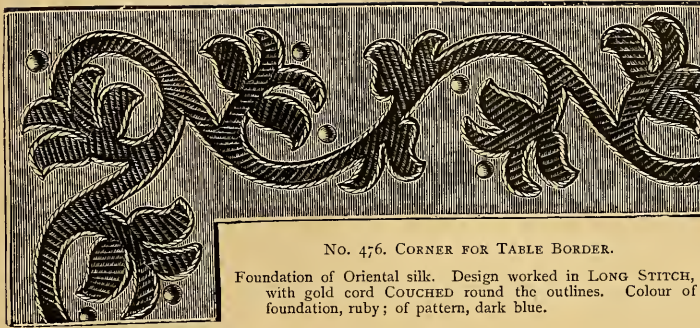 No. 476. Corner for Table Border.
Foundation of Oriental silk. Design worked in Long Stitch,
with gold cord Couched round the outlines. Colour of
foundation, ruby; of pattern, dark blue.